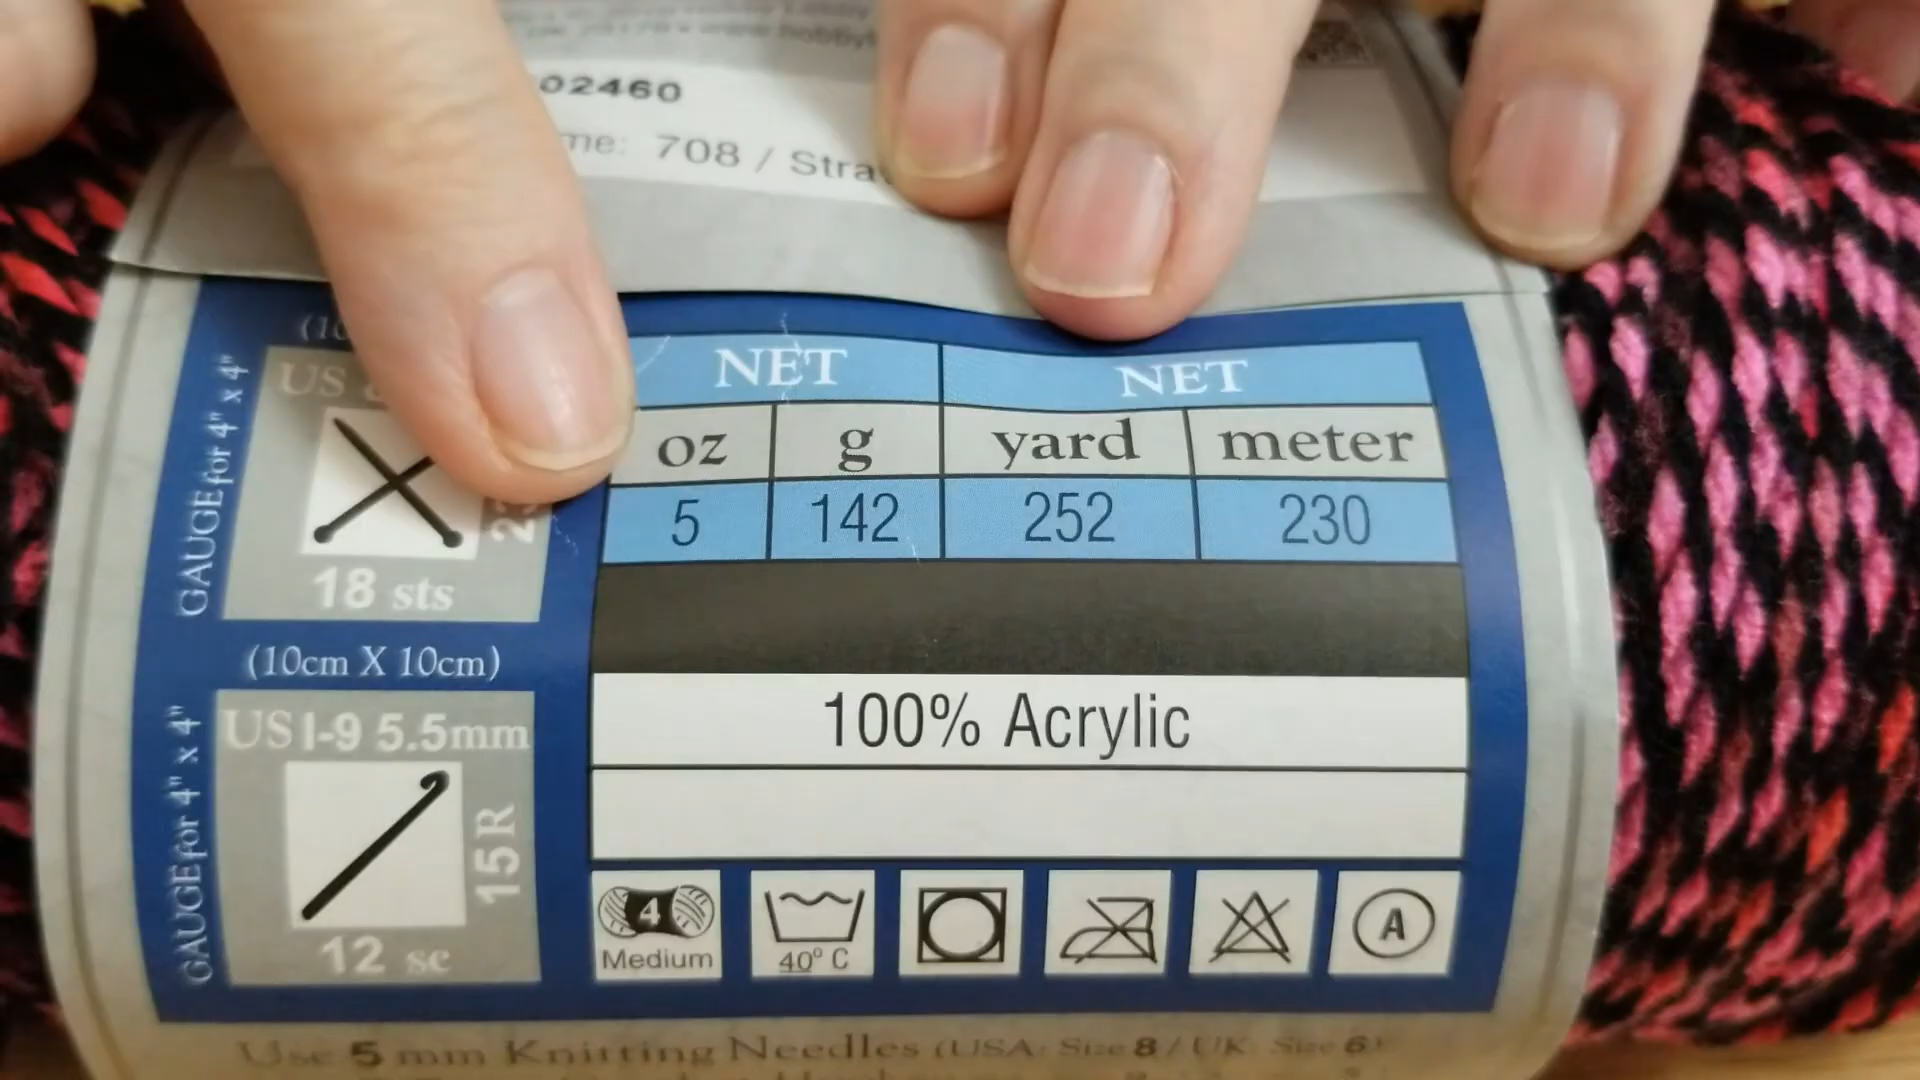 02460
me: 708 / Stra
NET NET
oz g yard meter
5 142 252 230
100% Acrylic
GAUGE for 4" x 4"
US
18 sts
(10cm X 10cm)
GAUGE for 4" x 4"
US I-9 5.5mm
15 R
12 sc
4
Medium
40° C
A
Use 5 mm Knitting Needles (USA: Size 8 / UK: Size 6)